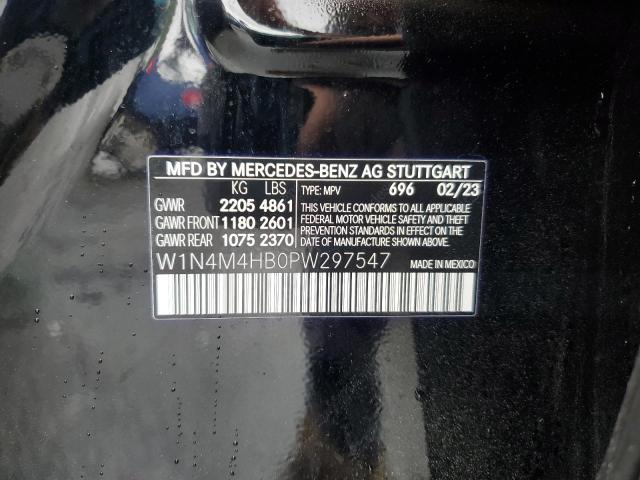 MFD BY MERCEDES-BENZ AG STUTTGART
KG LBS TYPE: MPV 696 02/23
GVWR 2205 4861 THIS VEHICLE CONFORMS TO ALL APPLICABLE
GAWR FRONT 1180 2601 FEDERAL MOTOR VEHICLE SAFETY AND THEFT
PREVENTION STANDARDS IN EFFECT ON THE
GAWR REAR 1075 2370 DATE OF MANUFACTURE SHOWN ABOVE.
W1N4M4HB0PW297547 MADE IN MEXICO